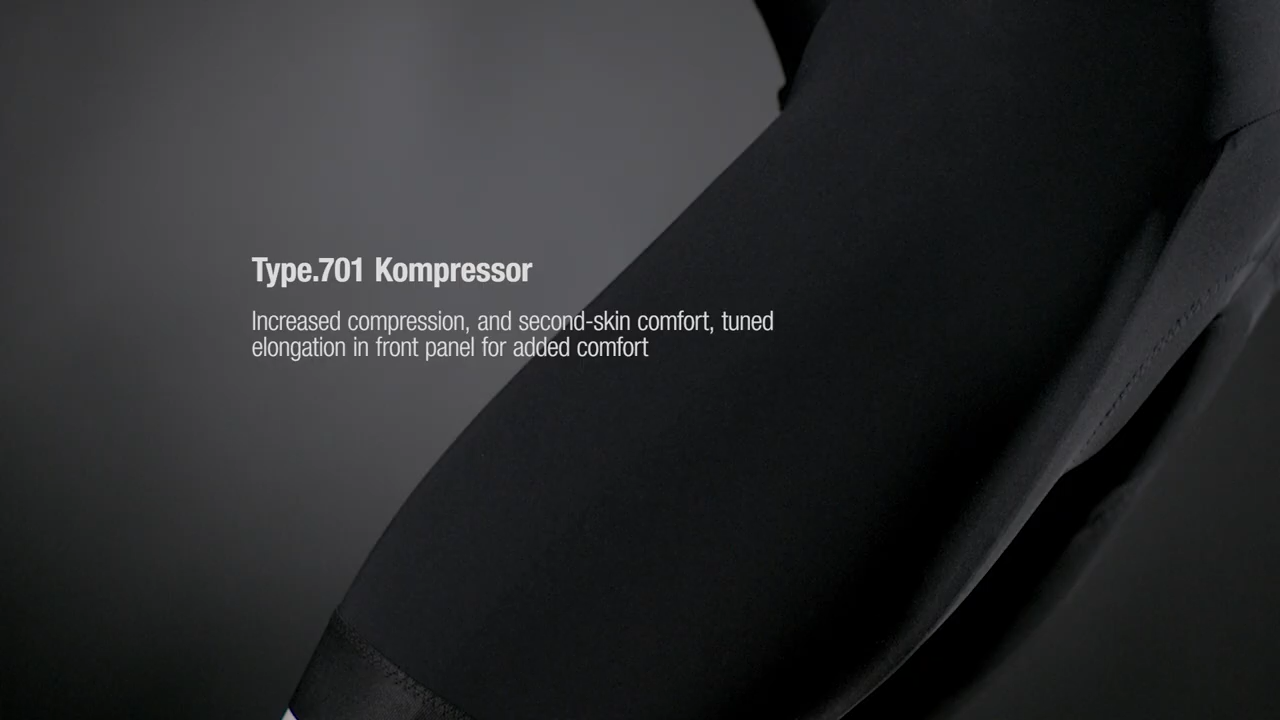 Type.701 Kompressor
Increased compression, and second-skin comfort, tuned
elongation in front panel for added comfort